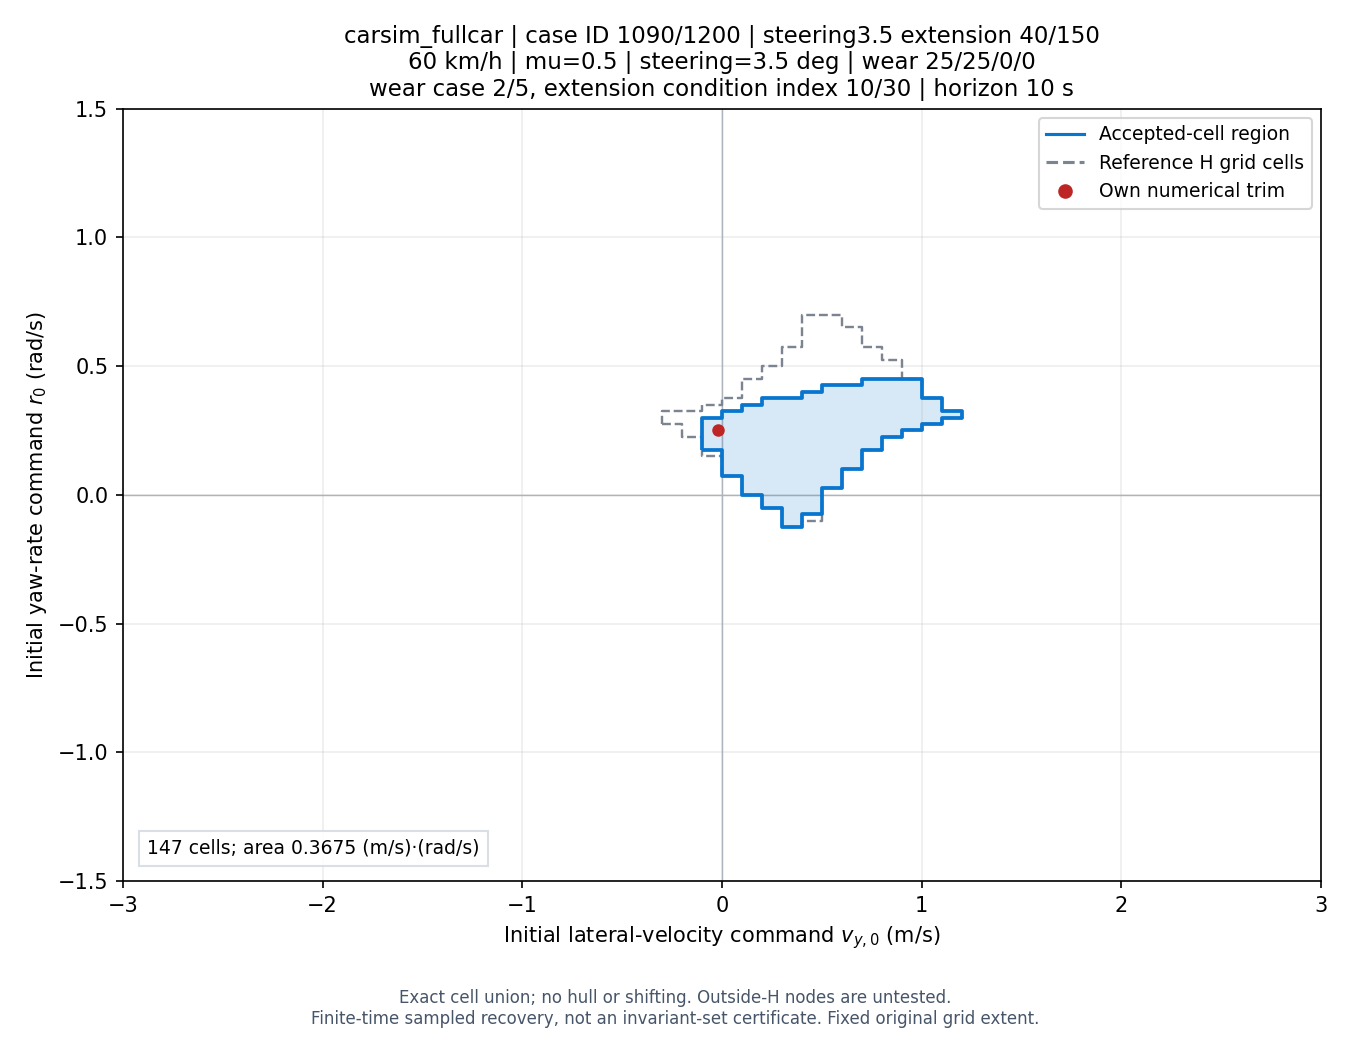 carsim_fullcar | case ID 1090/1200 | steering3.5 extension 40/150
60 km/h | mu=0.5 | steering=3.5 deg | wear 25/25/0/0
wear case 2/5, extension condition index 10/30 | horizon 10 s
Accepted-cell region
Reference H grid cells
Own numerical trim
1.5
1.0
0.5
0.0
−0.5
−1.0
−1.5
Initial yaw-rate command r0 (rad/s)
147 cells; area 0.3675 (m/s)·(rad/s)
−3
−2
−1
0
1
2
3
Initial lateral-velocity command vy,0 (m/s)
Exact cell union; no hull or shifting. Outside-H nodes are untested.
Finite-time sampled recovery, not an invariant-set certificate. Fixed original grid extent.